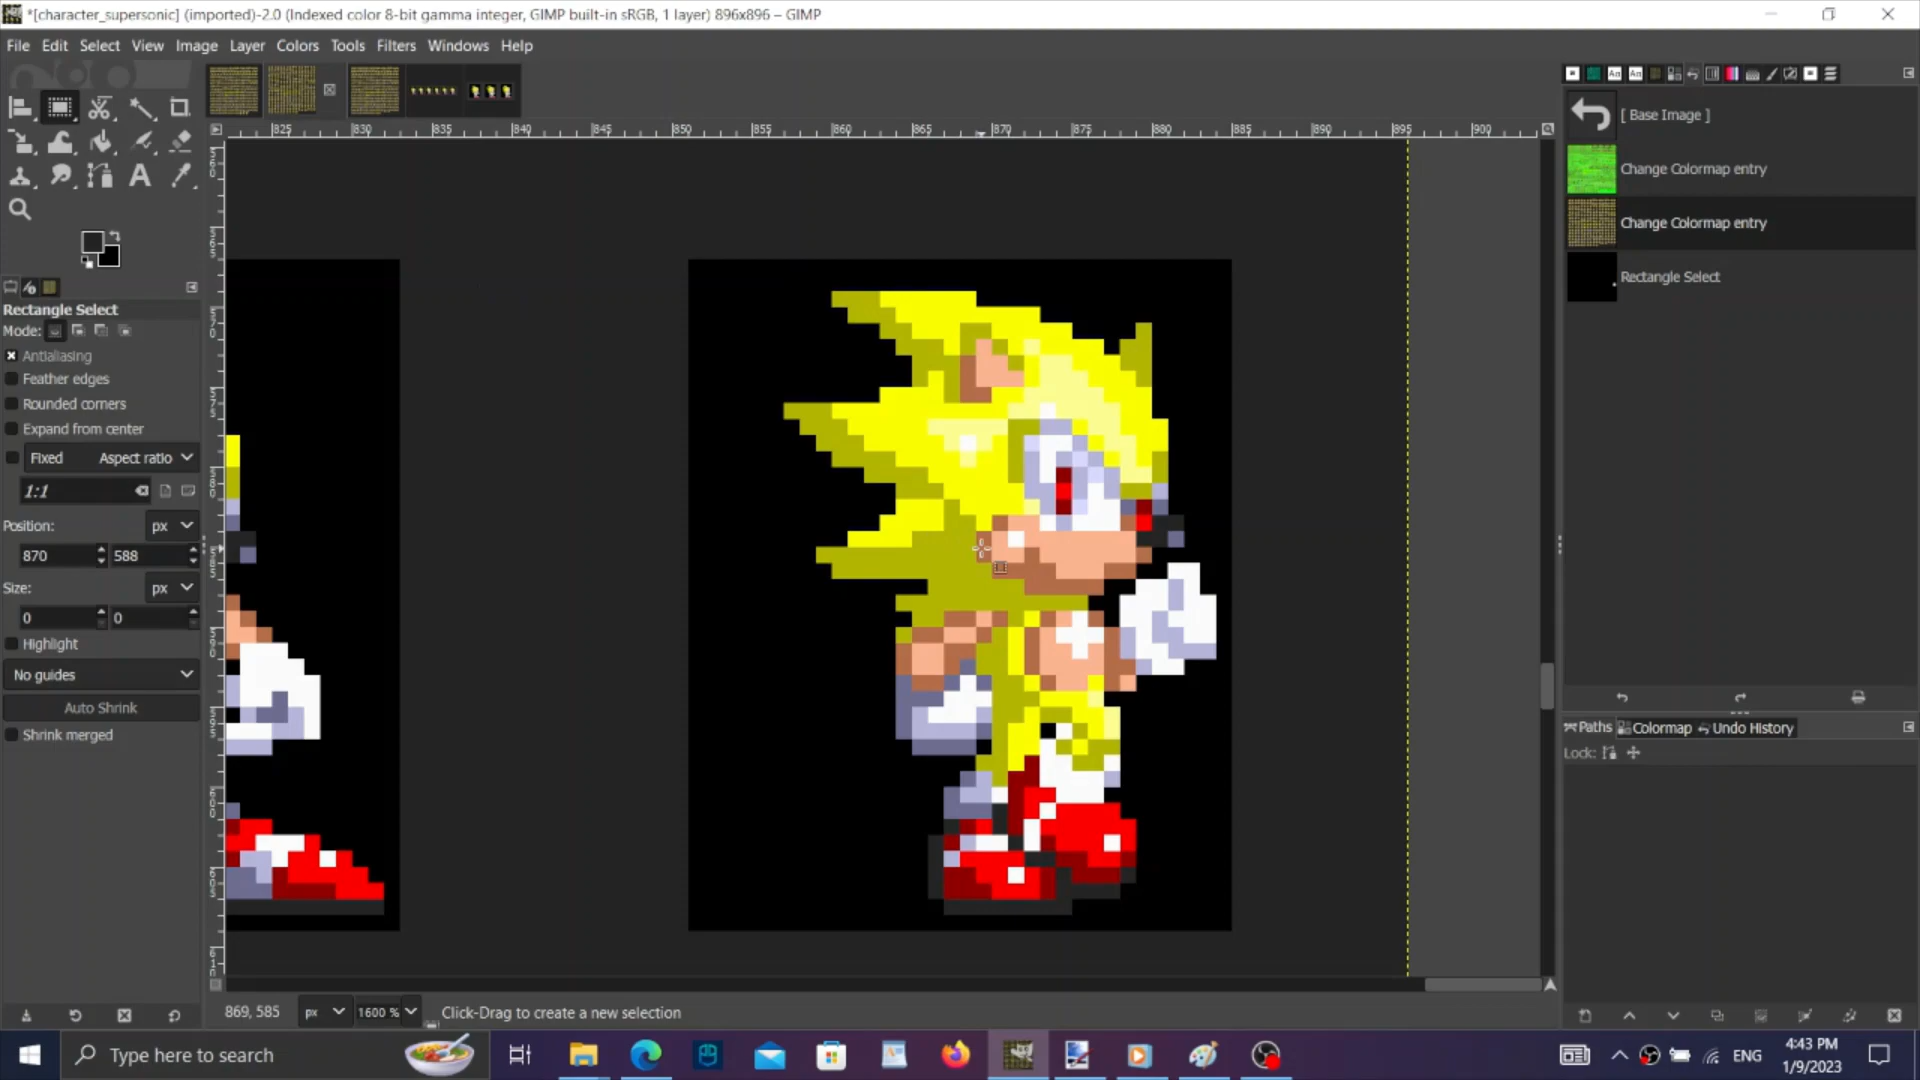 *[character_supersonic] (imported)-2.0 (Indexed color 8-bit gamma integer, GIMP built-in sRGB, 1 layer) 896x896 – GIMP
File Edit Select View Image Layer Colors Tools Filters Windows Help
825 830 835 840 845 850 855 860 865 870 875 880 885 890 895 900
[ Base Image ]
Change Colormap entry
Change Colormap entry
Rectangle Select
Rectangle Select
Mode:
Antialiasing
Feather edges
Rounded corners
Expand from center
Fixed Aspect ratio
1:1
Position: px
870 588
Size: px
0 0
Highlight
No guides
Auto Shrink
Shrink merged
Paths Colormap Undo History
Lock:
869, 585 px 1600 % Click-Drag to create a new selection
Type here to search
ENG
4:43 PM
1/9/2023